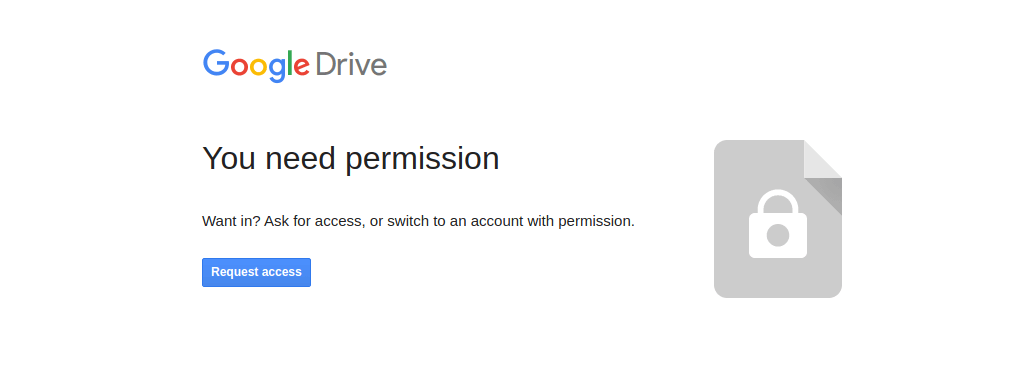 Google Drive
You need permission
Want in? Ask for access, or switch to an account with permission.
Request access